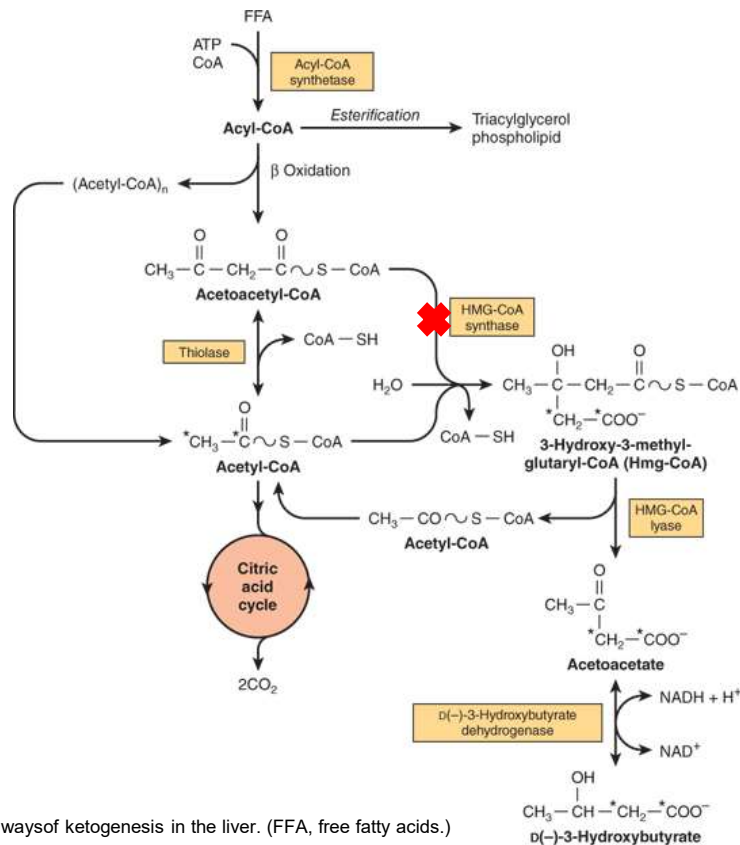 FFA
ATP
CoA
Acyl-CoA
synthetase
Acyl-CoA
Esterification
Triacylglycerol
phospholipid
β Oxidation
(Acetyl-CoA)n
O
O
CH₃ — C — CH₂ — C ~ S — CoA
Acetoacetyl-CoA
HMG-CoA
synthase
Thiolase
CoA — SH
H₂O
OH
O
CH₃ — C — CH₂ — C ~ S — CoA
*CH₂ — *COO⁻
3-Hydroxy-3-methyl-
glutaryl-CoA (Hmg-CoA)
O
*CH₃ — *C ~ S — CoA
Acetyl-CoA
CoA — SH
HMG-CoA
lyase
CH₃ — CO ~ S — CoA
Acetyl-CoA
Citric
acid
cycle
2CO₂
O
CH₃ — C
*CH₂ — *COO⁻
Acetoacetate
NADH + H⁺
D(–)-3-Hydroxybutyrate
dehydrogenase
NAD⁺
OH
CH₃ — CH — *CH₂ — *COO⁻
D(–)-3-Hydroxybutyrate
waysof ketogenesis in the liver. (FFA, free fatty acids.)